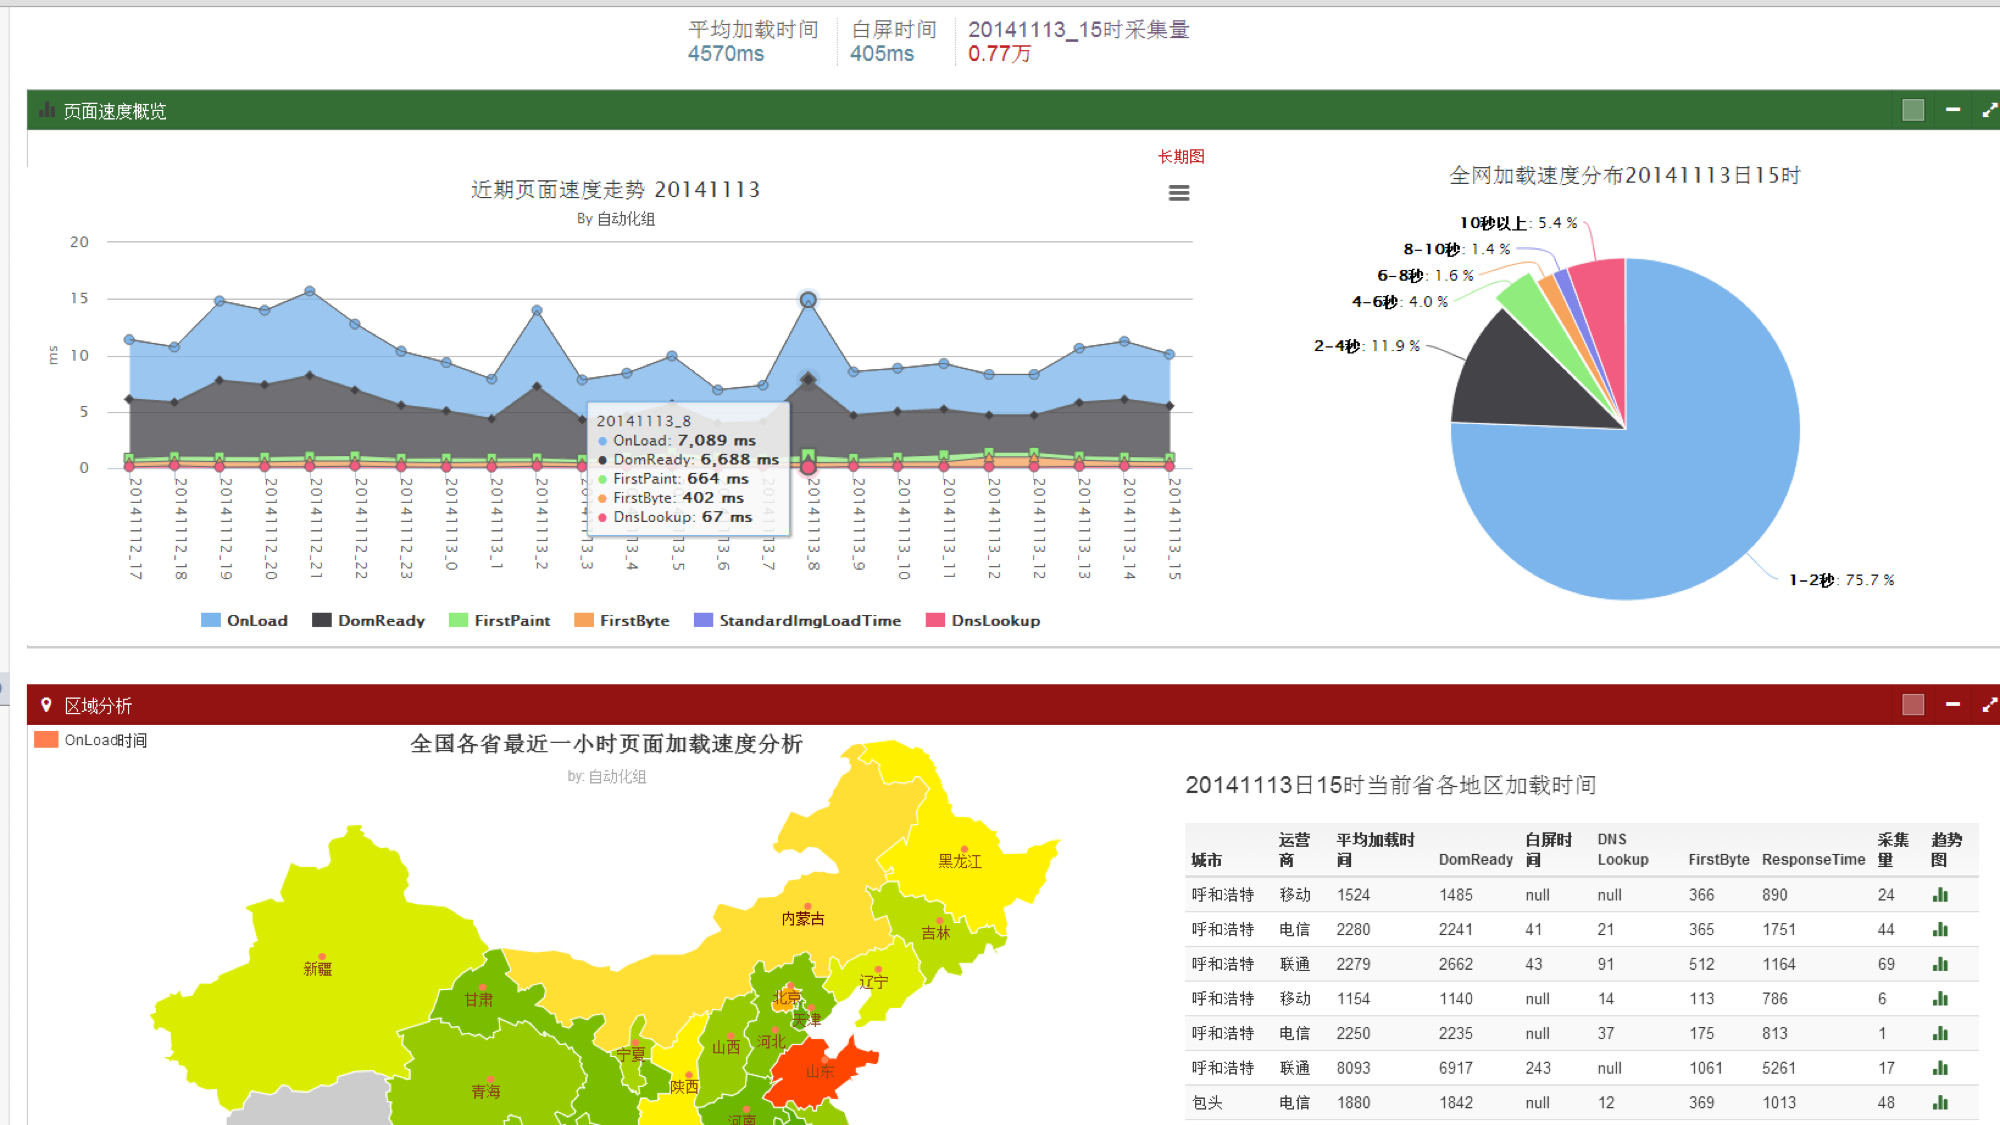 平均加载时间
4570ms
白屏时间
405ms
20141113_15时采集量
0.77万
页面速度概览
长期图
近期页面速度走势 20141113
By 自动化组
20
15
10
5
0
ms
20141113_8
OnLoad: 7,089 ms
DomReady: 6,688 ms
FirstPaint: 664 ms
FirstByte: 402 ms
DnsLookup: 67 ms
20141112_17
20141112_18
20141112_19
20141112_20
20141112_21
20141112_22
20141112_23
20141113_0
20141113_1
20141113_2
20141113_3
20141113_4
20141113_5
20141113_6
20141113_7
20141113_8
20141113_9
20141113_10
20141113_11
20141113_12
20141113_12
20141113_13
20141113_14
20141113_15
OnLoad DomReady FirstPaint FirstByte StandardImgLoadTime DnsLookup
全网加载速度分布20141113日15时
10秒以上: 5.4 %
8-10秒: 1.4 %
6-8秒: 1.6 %
4-6秒: 4.0 %
2-4秒: 11.9 %
1-2秒: 75.7 %
区域分析
OnLoad时间
全国各省最近一小时页面加载速度分析
by: 自动化组
黑龙江
内蒙古
吉林
新疆
辽宁
甘肃
北京
天津
河北
山西
宁夏
山东
陕西
青海
河南
20141113日15时当前省各地区加载时间
城市 运营商 平均加载时间 DomReady 白屏时间 DNS Lookup FirstByte ResponseTime 采集量 趋势图
呼和浩特 移动 1524 1485 null null 366 890 24
呼和浩特 电信 2280 2241 41 21 365 1751 44
呼和浩特 联通 2279 2662 43 91 512 1164 69
呼和浩特 移动 1154 1140 null 14 113 786 6
呼和浩特 电信 2250 2235 null 37 175 813 1
呼和浩特 联通 8093 6917 243 null 1061 5261 17
包头 电信 1880 1842 null 12 369 1013 48